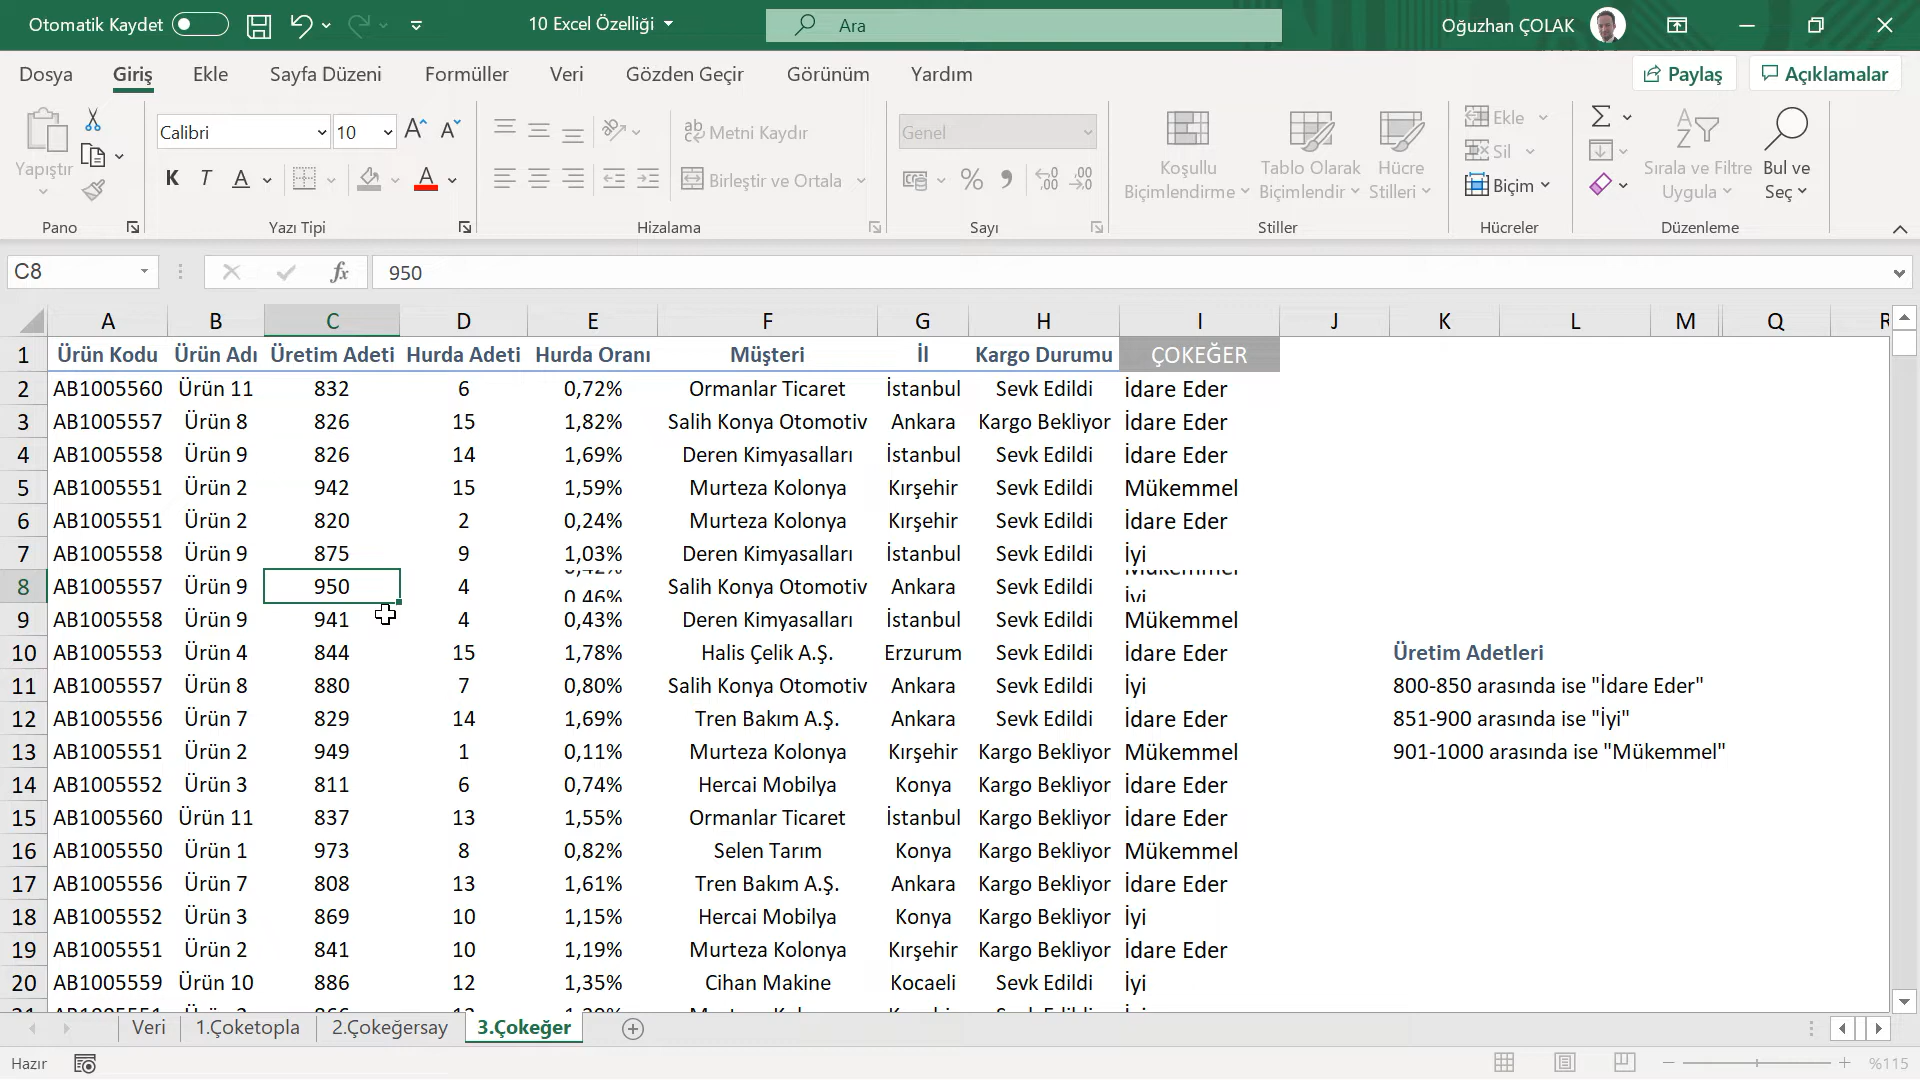 Otomatik Kaydet
10 Excel Özelliği
Ara
Oğuzhan ÇOLAK
Dosya Giriş Ekle Sayfa Düzeni Formüller Veri Gözden Geçir Görünüm Yardım
Paylaş Açıklamalar
Calibri 10
Metni Kaydır
Genel
Ekle
Sil
Biçim
Yapıştır
K T A
A
Birleştir ve Ortala
Koşullu Biçimlendirme
Tablo Olarak Biçimlendir
Hücre Stilleri
Sırala ve Filtre Uygula
Bul ve Seç
Pano Yazı Tipi Hizalama Sayı Stiller Hücreler Düzenleme
C8 fx 950
A B C D E F G H I J K L M Q R
1 Ürün Kodu Ürün Adı Üretim Adeti Hurda Adeti Hurda Oranı Müşteri İl Kargo Durumu ÇOKEĞER
2 AB1005560 Ürün 11 832 6 0,72% Ormanlar Ticaret İstanbul Sevk Edildi İdare Eder
3 AB1005557 Ürün 8 826 15 1,82% Salih Konya Otomotiv Ankara Kargo Bekliyor İdare Eder
4 AB1005558 Ürün 9 826 14 1,69% Deren Kimyasalları İstanbul Sevk Edildi İdare Eder
5 AB1005551 Ürün 2 942 15 1,59% Murteza Kolonya Kırşehir Sevk Edildi Mükemmel
6 AB1005551 Ürün 2 820 2 0,24% Murteza Kolonya Kırşehir Sevk Edildi İdare Eder
7 AB1005558 Ürün 9 875 9 1,03% Deren Kimyasalları İstanbul Sevk Edildi İyi
8 AB1005557 Ürün 9 950 4 Salih Konya Otomotiv Ankara Sevk Edildi
9 AB1005558 Ürün 9 941 4 0,43% Deren Kimyasalları İstanbul Sevk Edildi Mükemmel
10 AB1005553 Ürün 4 844 15 1,78% Halis Çelik A.Ş. Erzurum Sevk Edildi İdare Eder Üretim Adetleri
11 AB1005557 Ürün 8 880 7 0,80% Salih Konya Otomotiv Ankara Sevk Edildi İyi 800-850 arasında ise "İdare Eder"
12 AB1005556 Ürün 7 829 14 1,69% Tren Bakım A.Ş. Ankara Sevk Edildi İdare Eder 851-900 arasında ise "İyi"
13 AB1005551 Ürün 2 949 1 0,11% Murteza Kolonya Kırşehir Kargo Bekliyor Mükemmel 901-1000 arasında ise "Mükemmel"
14 AB1005552 Ürün 3 811 6 0,74% Hercai Mobilya Konya Kargo Bekliyor İdare Eder
15 AB1005560 Ürün 11 837 13 1,55% Ormanlar Ticaret İstanbul Kargo Bekliyor İdare Eder
16 AB1005550 Ürün 1 973 8 0,82% Selen Tarım Konya Kargo Bekliyor Mükemmel
17 AB1005556 Ürün 7 808 13 1,61% Tren Bakım A.Ş. Ankara Kargo Bekliyor İdare Eder
18 AB1005552 Ürün 3 869 10 1,15% Hercai Mobilya Konya Kargo Bekliyor İyi
19 AB1005551 Ürün 2 841 10 1,19% Murteza Kolonya Kırşehir Kargo Bekliyor İdare Eder
20 AB1005559 Ürün 10 886 12 1,35% Cihan Makine Kocaeli Sevk Edildi İyi
Veri 1.Çoketopla 2.Çokeğersay 3.Çokeğer
Hazır %115